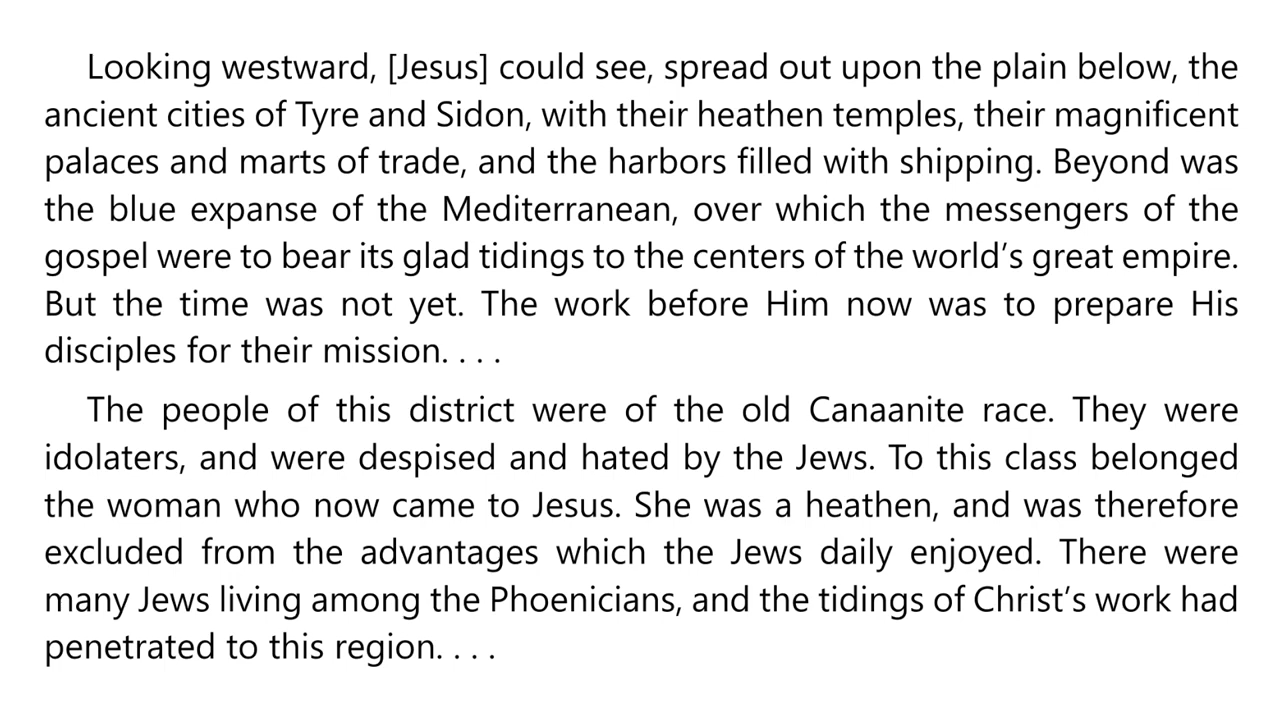 Looking westward, [Jesus] could see, spread out upon the plain below, the
ancient cities of Tyre and Sidon, with their heathen temples, their magnificent
palaces and marts of trade, and the harbors filled with shipping. Beyond was
the blue expanse of the Mediterranean, over which the messengers of the
gospel were to bear its glad tidings to the centers of the world’s great empire.
But the time was not yet. The work before Him now was to prepare His
disciples for their mission. . . .
The people of this district were of the old Canaanite race. They were
idolaters, and were despised and hated by the Jews. To this class belonged
the woman who now came to Jesus. She was a heathen, and was therefore
excluded from the advantages which the Jews daily enjoyed. There were
many Jews living among the Phoenicians, and the tidings of Christ’s work had
penetrated to this region. . . .